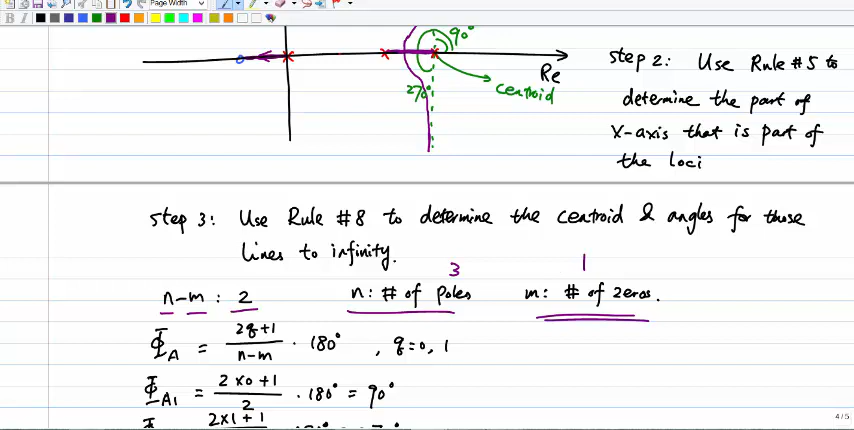 Page Width
B I U
90°
Re
centroid
270°
step 2: Use Rule #5 to
determine the part of
X-axis that is part of
the loci
step 3: Use Rule #8 to determine the centroid & angles for those
lines to infinity.
3 1
n-m : 2 n: # of poles m: # of zeros.
Φ_A = (2q+1)/(n-m) · 180° , q=0, 1
Φ_A1 = (2×0+1)/2 · 180° = 90°
2×1+1
4 / 5